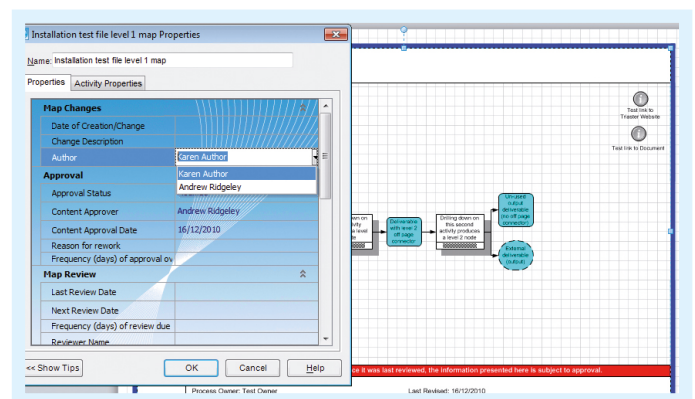 Installation test file level 1 map Properties
Name: Installation test file level 1 map
Properties
Activity Properties
Map Changes
Date of Creation/Change
Change Description
Author
Karen Author
Karen Author
Andrew Ridgeley
Approval
Approval Status
Content Approver
Andrew Ridgeley
Content Approval Date
16/12/2010
Reason for rework
Frequency (days) of approval ov
Map Review
Last Review Date
Next Review Date
Frequency (days) of review due
Reviewer Name
<< Show Tips
OK
Cancel
Help
Test link to
Triaster Website
Test link to Document
Deliverable
with level 2
off page
connector
Drilling down on
this second
activity produces
a level 2 node
Un-used
output
deliverable
(no off page
connector)
External
deliverable
(output)
ce it was last reviewed, the information presented here is subject to approval.
Process Owner: Test Owner
Last Revised: 16/12/2010